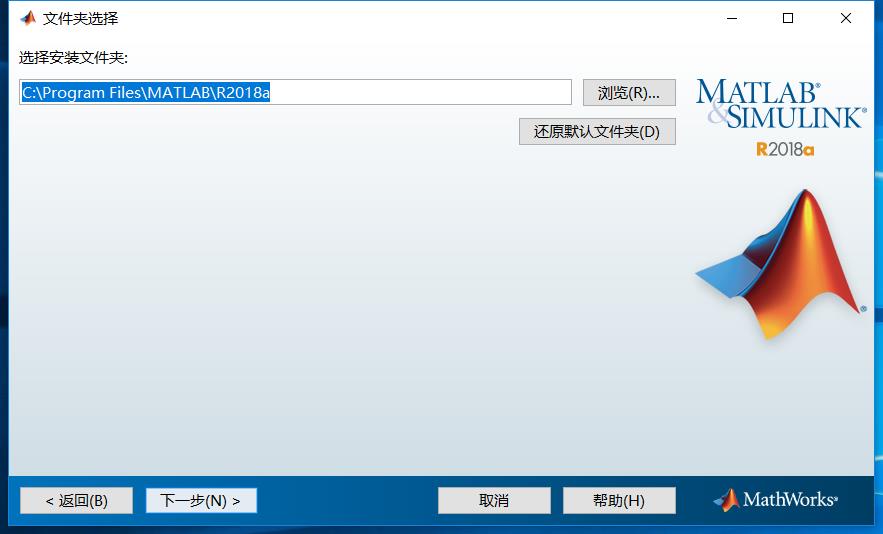 文件夹选择
选择安装文件夹:
C:\Program Files\MATLAB\R2018a
浏览(R)...
还原默认文件夹(D)
MATLAB®
&SIMULINK®
R2018a
®
< 返回(B)
下一步(N) >
取消
帮助(H)
MathWorks®